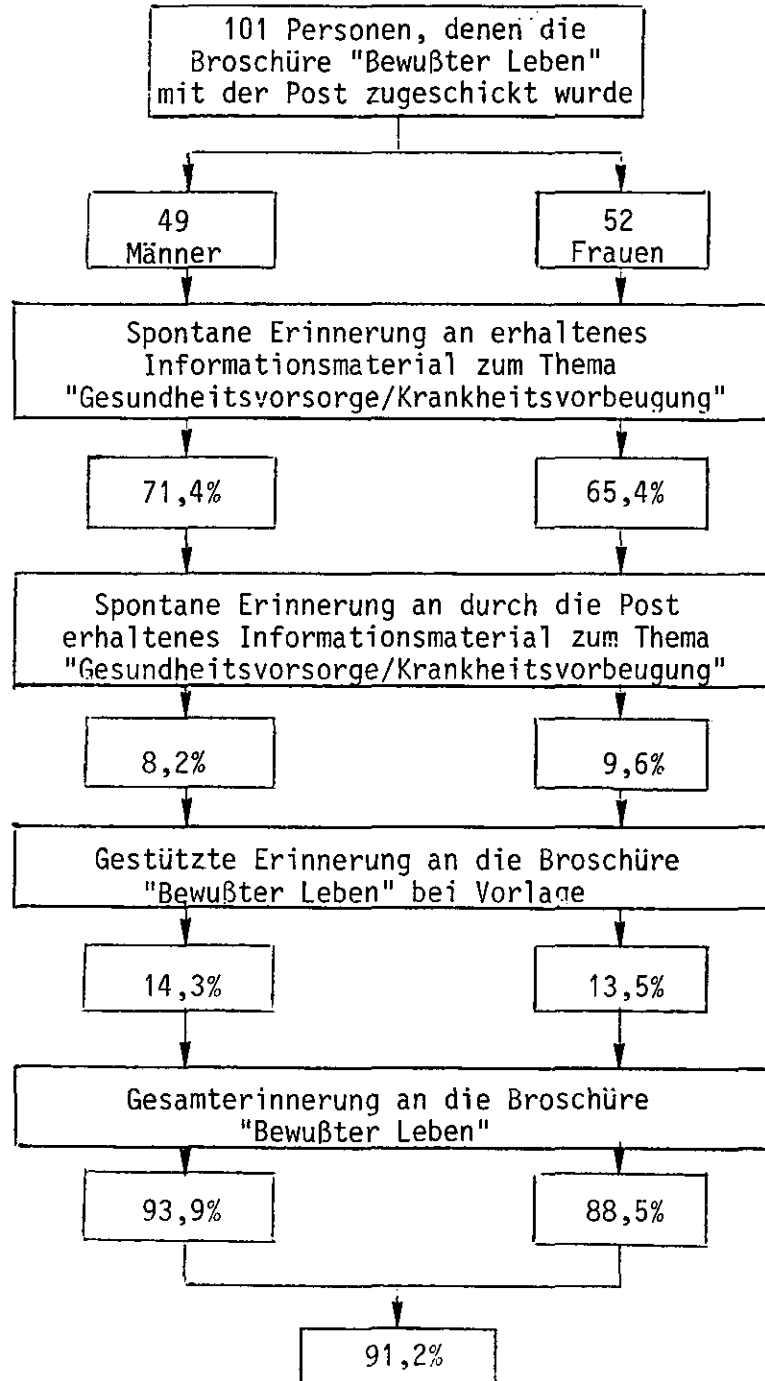 101 Personen, denen die
Broschüre "Bewußter Leben"
mit der Post zugeschickt wurde
49
Männer
52
Frauen
Spontane Erinnerung an erhaltenes
Informationsmaterial zum Thema
"Gesundheitsvorsorge/Krankheitsvorbeugung"
71,4%
65,4%
Spontane Erinnerung an durch die Post
erhaltenes Informationsmaterial zum Thema
"Gesundheitsvorsorge/Krankheitsvorbeugung"
8,2%
9,6%
Gestützte Erinnerung an die Broschüre
"Bewußter Leben" bei Vorlage
14,3%
13,5%
Gesamterinnerung an die Broschüre
"Bewußter Leben"
93,9%
88,5%
91,2%